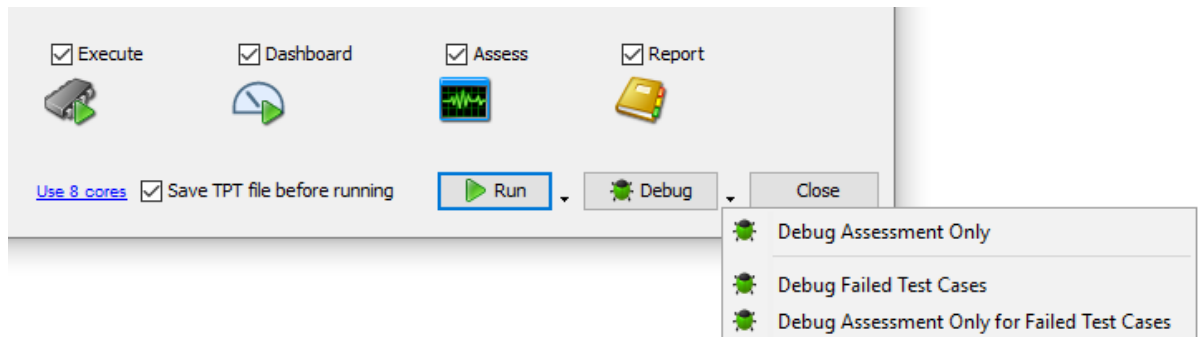 Execute Dashboard Assess Report
Use 8 cores Save TPT file before running Run Debug Close
Debug Assessment Only
Debug Failed Test Cases
Debug Assessment Only for Failed Test Cases